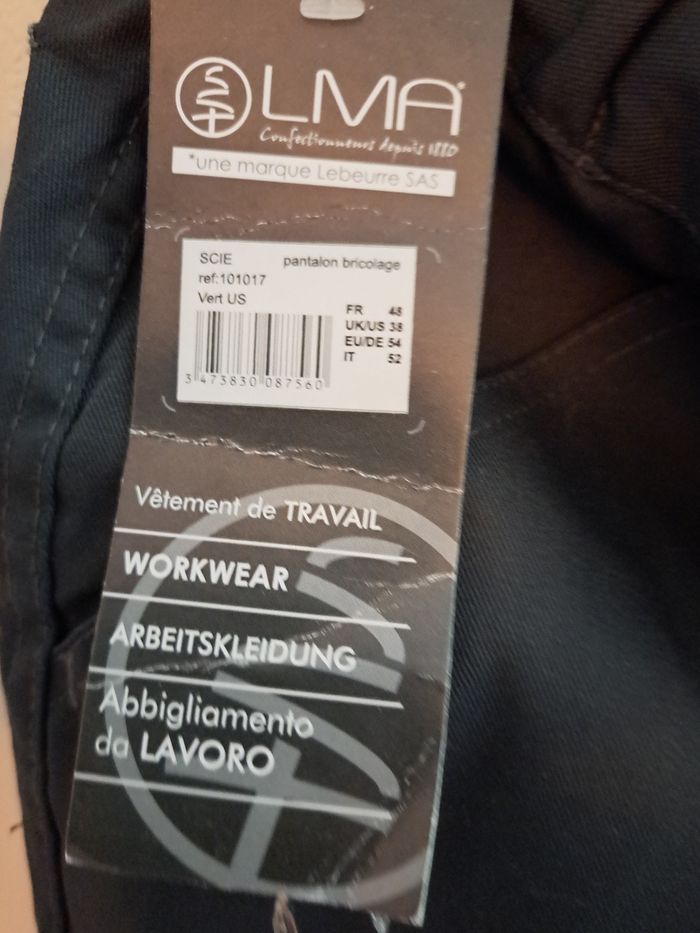 LMA
Confectionneurs depuis 1880
*une marque Lebeurre SAS
SCIE pantalon bricolage
ref:101017
Vert US
FR 48
UK/US 38
EU/DE 54
IT 52
3 473830 087560
Vêtement de TRAVAIL
WORKWEAR
ARBEITSKLEIDUNG
Abbigliamento
da LAVORO